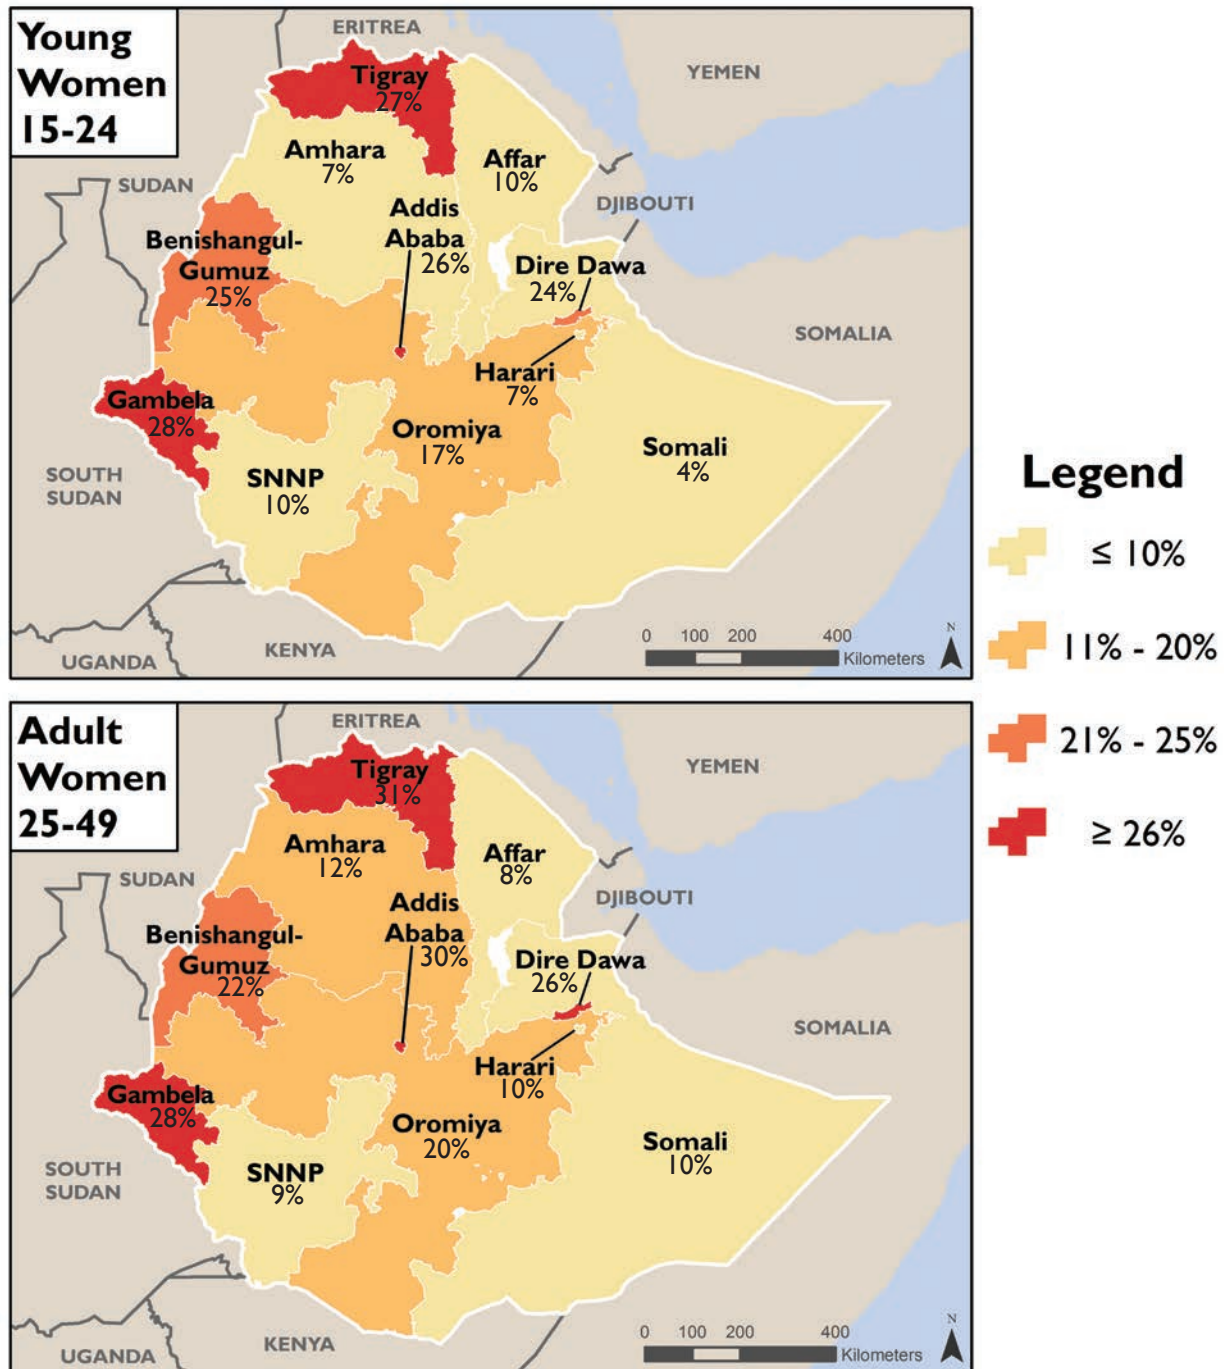 Young
Women
15-24
ERITREA
YEMEN
Tigray
27%
Amhara
7%
Affar
10%
SUDAN
DJIBOUTI
Addis
Ababa
26%
Benishangul-
Gumuz
25%
Dire Dawa
24%
SOMALIA
Harari
7%
Gambela
28%
Oromiya
17%
Somali
4%
SOUTH
SUDAN
SNNP
10%
KENYA
UGANDA
0 100 200 400
Kilometers
N
Legend
≤ 10%
11% - 20%
21% - 25%
≥ 26%
Adult
Women
25-49
ERITREA
YEMEN
Tigray
31%
Amhara
12%
Affar
8%
SUDAN
DJIBOUTI
Addis
Ababa
30%
Benishangul-
Gumuz
22%
Dire Dawa
26%
SOMALIA
Harari
10%
Gambela
28%
Oromiya
20%
Somali
10%
SOUTH
SUDAN
SNNP
9%
KENYA
UGANDA
0 100 200 400
Kilometers
N